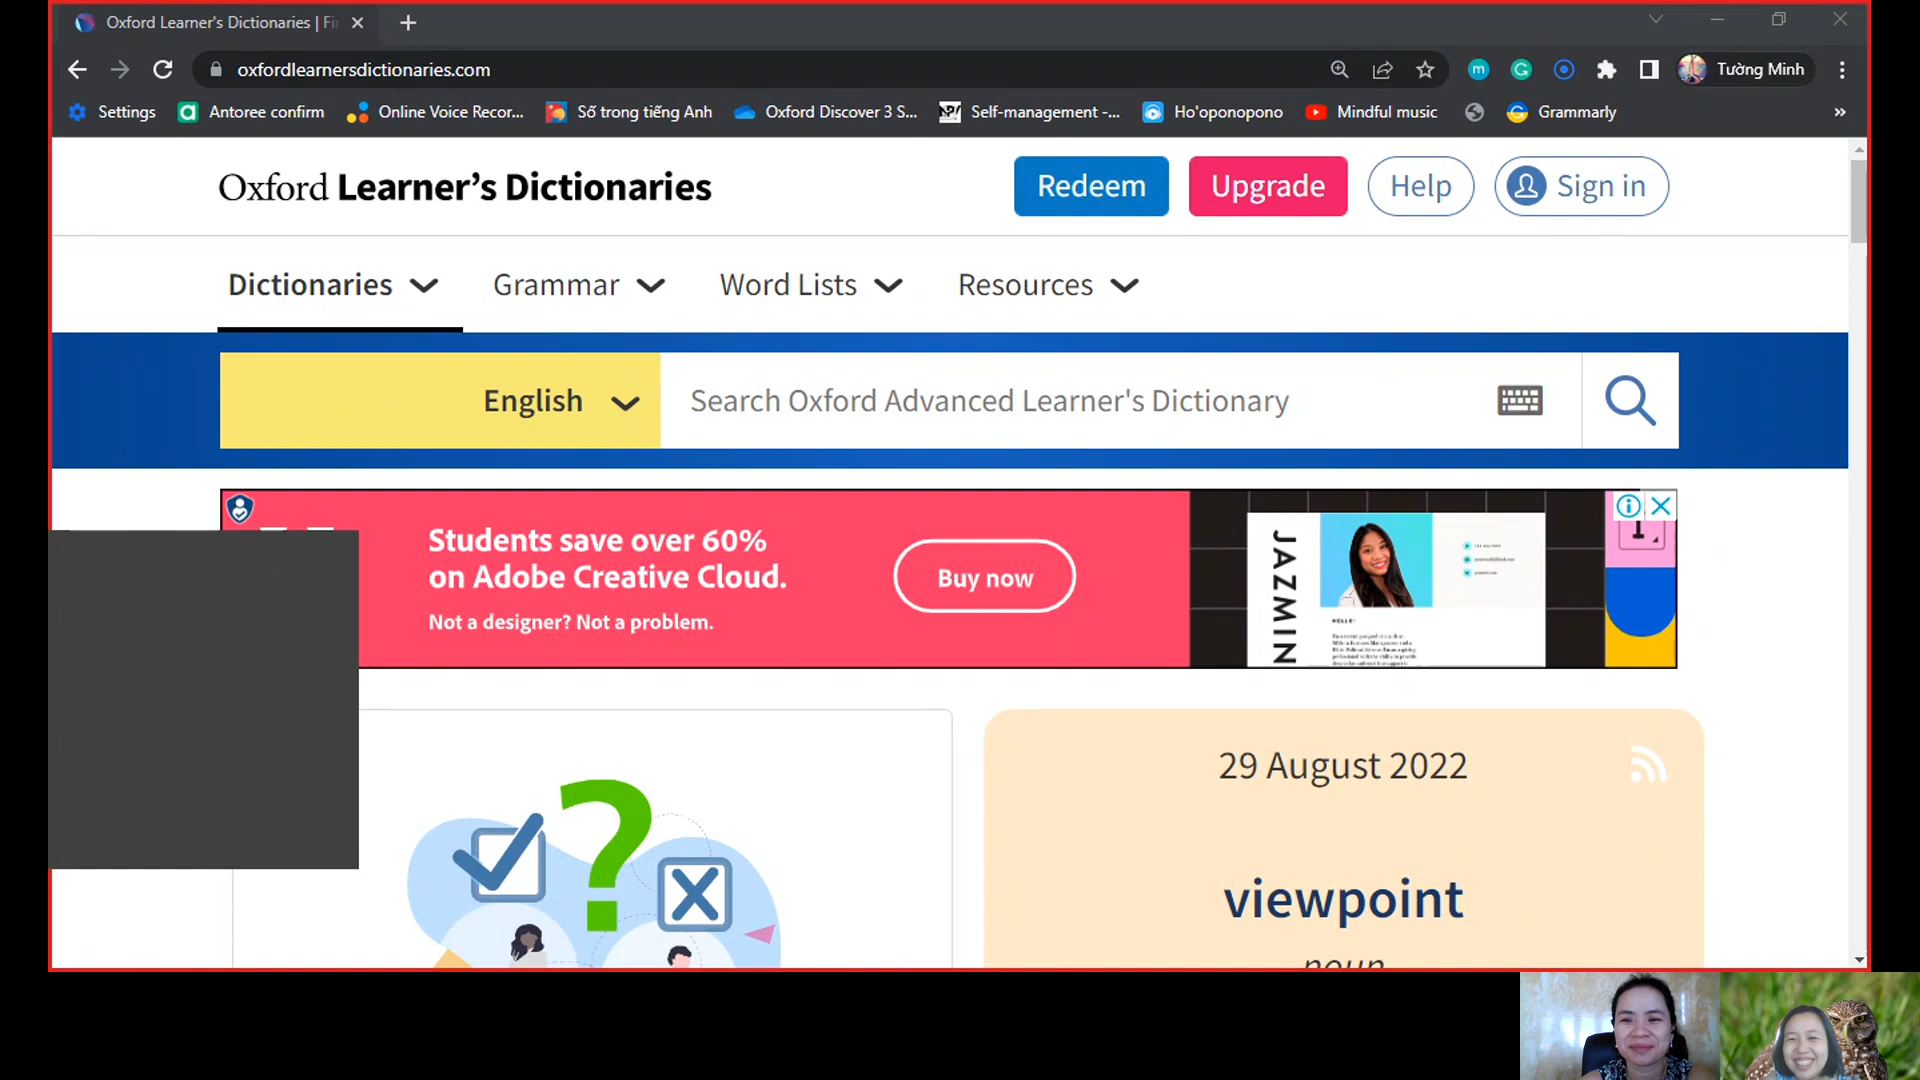 Oxford Learner's Dictionaries | Fi
oxfordlearnersdictionaries.com
Tường Minh
Settings
Antoree confirm
Online Voice Recor...
Số trong tiếng Anh
Oxford Discover 3 S...
Self-management -...
Ho'oponopono
Mindful music
Grammarly
Oxford Learner's Dictionaries
Redeem
Upgrade
Help
Sign in
Dictionaries
Grammar
Word Lists
Resources
English
Search Oxford Advanced Learner's Dictionary
Students save over 60%
on Adobe Creative Cloud.
Not a designer? Not a problem.
Buy now
JAZMIN
HELLO!
29 August 2022
viewpoint
noun